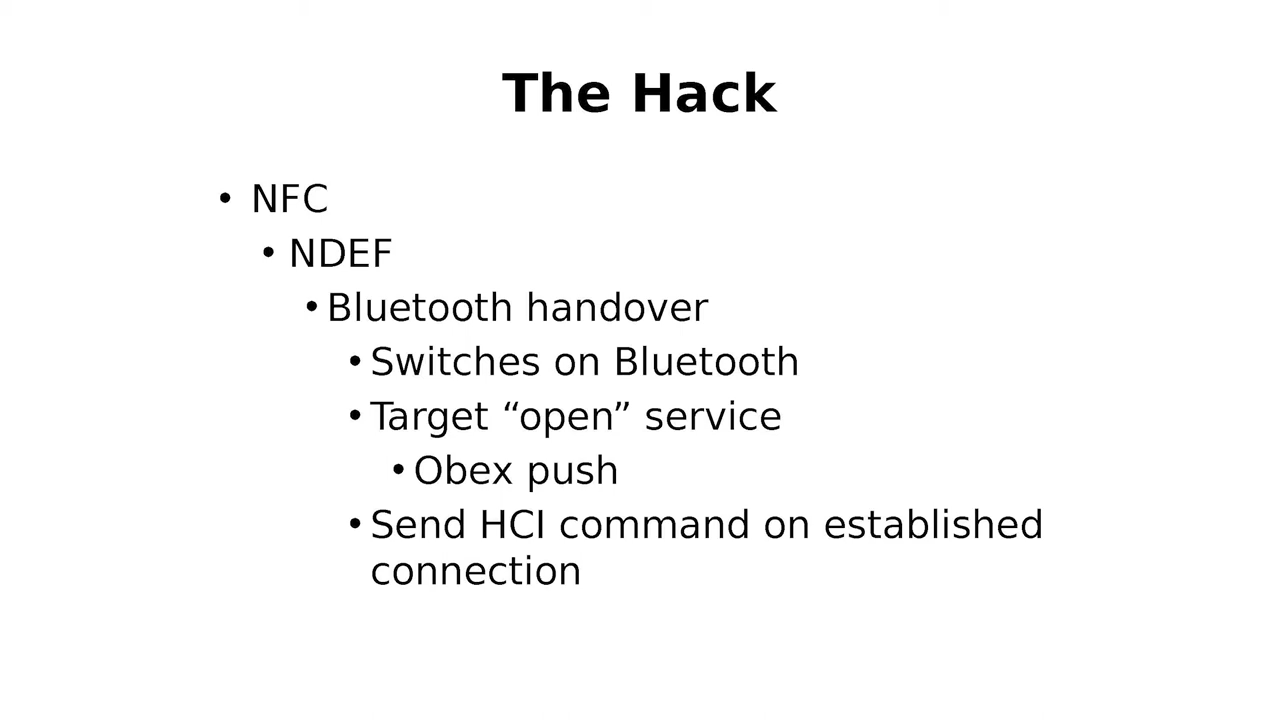 The Hack
• NFC
• NDEF
• Bluetooth handover
• Switches on Bluetooth
• Target “open” service
• Obex push
• Send HCI command on established
connection